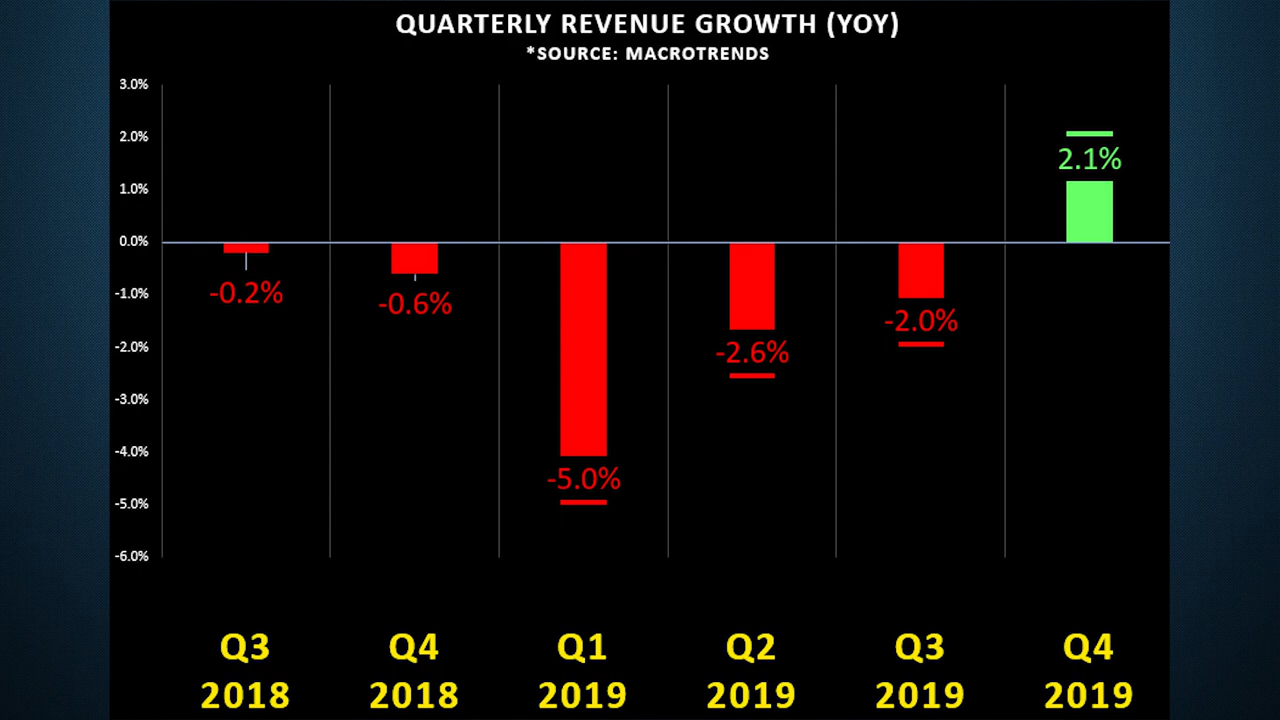 QUARTERLY REVENUE GROWTH (YOY)
*SOURCE: MACROTRENDS
3.0%
2.0%
1.0%
0.0%
-1.0%
-2.0%
-3.0%
-4.0%
-5.0%
-6.0%
-0.2%
-0.6%
-5.0%
-2.6%
-2.0%
2.1%
Q3 2018
Q4 2018
Q1 2019
Q2 2019
Q3 2019
Q4 2019